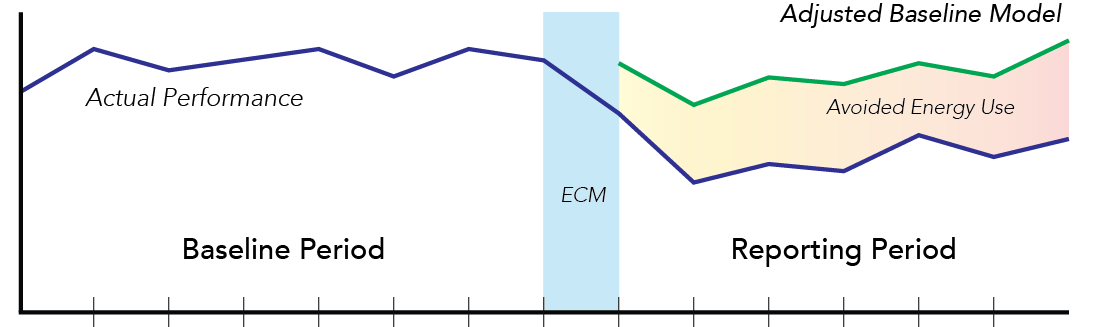 Adjusted Baseline Model
Actual Performance
Avoided Energy Use
ECM
Baseline Period
Reporting Period